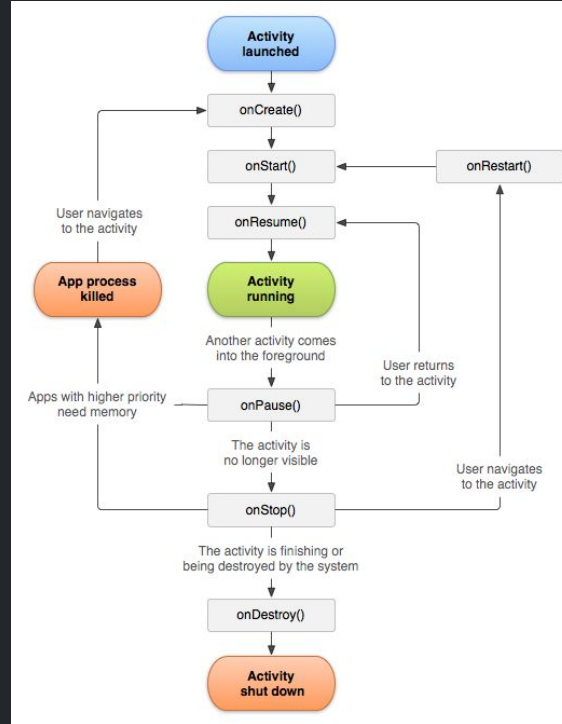 Activity
launched
onCreate()
onStart()
onRestart()
onResume()
User navigates
to the activity
App process
killed
Activity
running
Another activity comes
into the foreground
User returns
to the activity
Apps with higher priority
need memory
onPause()
The activity is
no longer visible
User navigates
to the activity
onStop()
The activity is finishing or
being destroyed by the system
onDestroy()
Activity
shut down